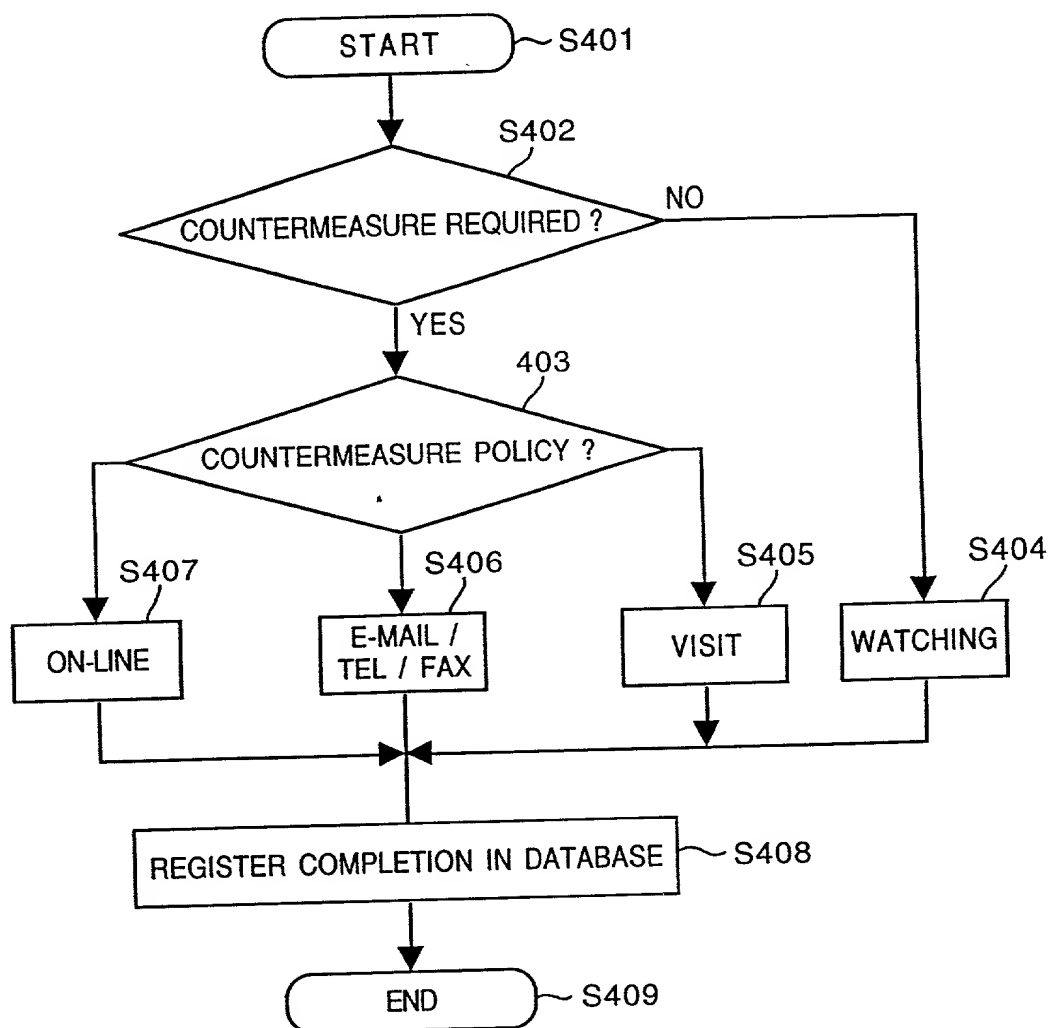 START
S401
S402
COUNTERMEASURE REQUIRED ?
NO
YES
403
COUNTERMEASURE POLICY ?
S407
S406
S405
S404
ON-LINE
E-MAIL /
TEL / FAX
VISIT
WATCHING
REGISTER COMPLETION IN DATABASE
S408
END
S409